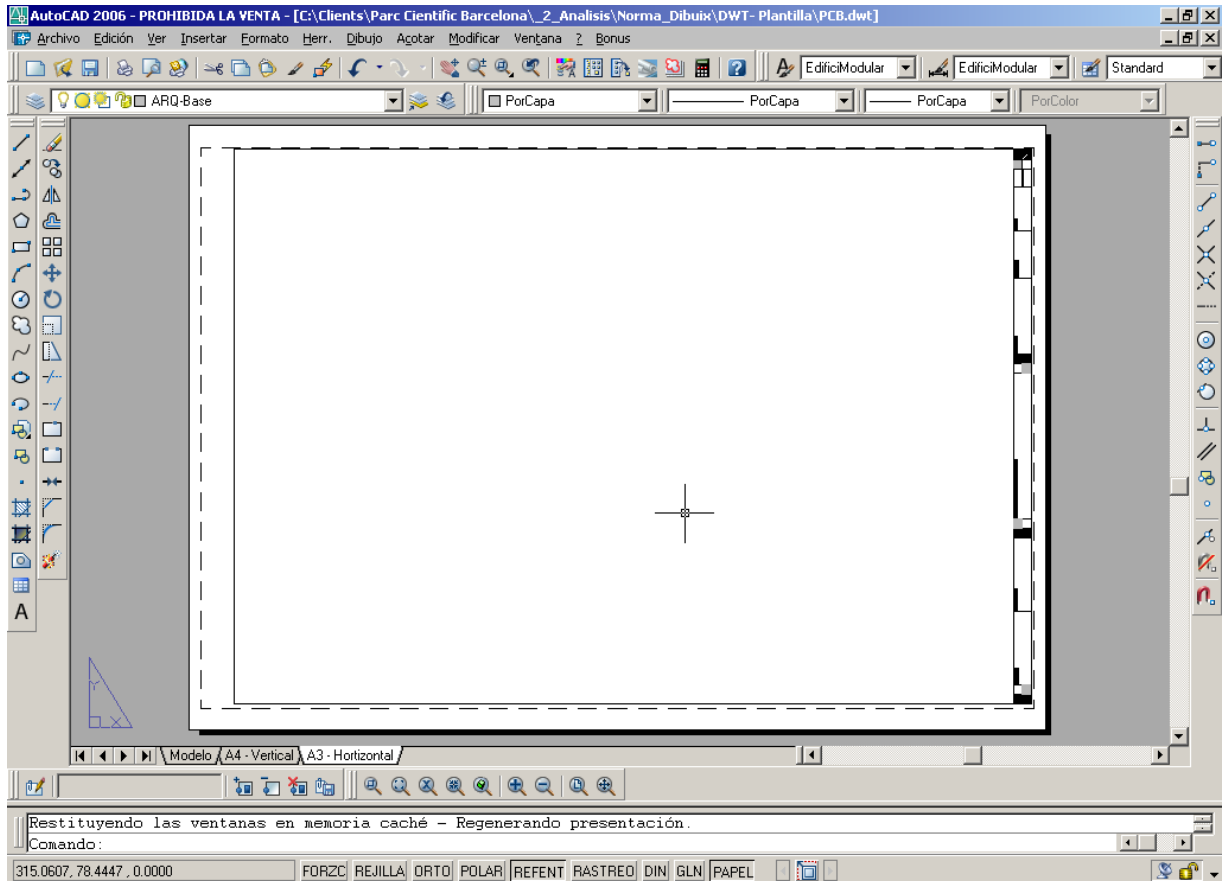 AutoCAD 2006 - PROHIBIDA LA VENTA - [C:\Clients\Parc Cientific Barcelona\_2_Analisis\Norma_Dibuix\DWT- Plantilla\PCB.dwt]
Archivo Edición Ver Insertar Formato Herr. Dibujo Acotar Modificar Ventana ? Bonus
EdificiModular EdificiModular Standard
ARQ-Base PorCapa PorCapa PorCapa PorColor
A
Y
X
Modelo A4 - Vertical A3 - Hortizontal
Restituyendo las ventanas en memoria caché - Regenerando presentación.
Comando:
315.0607, 78.4447 , 0.0000 FORZC REJILLA ORTO POLAR REFENT RASTREO DIN GLN PAPEL